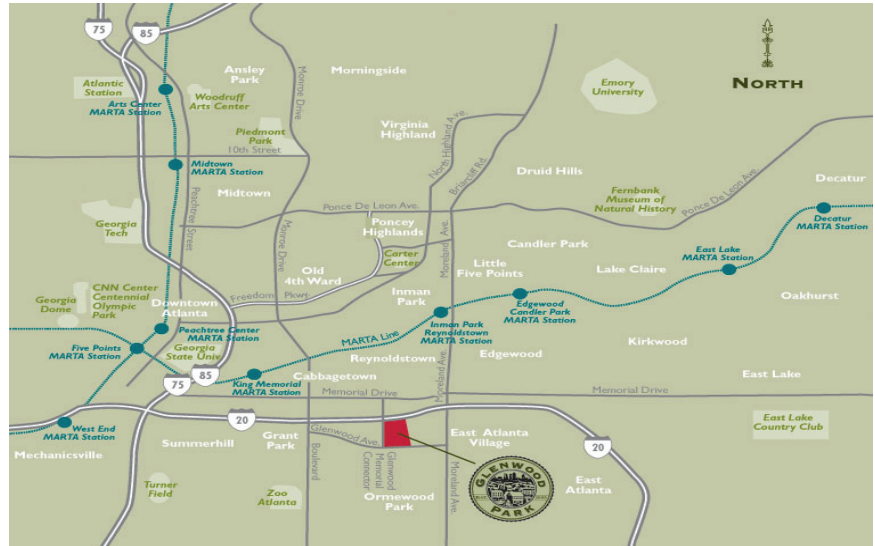 75
85
Ansley
Park
Monroe Drive
Morningside
Emory
University
NORTH
Atlantic
Station
Arts Center
MARTA Station
Woodruff
Arts Center
Piedmont
Park
10th Street
Virginia
Highland
North Highland Ave.
Briarcliff Rd.
Druid Hills
Midtown
MARTA Station
Midtown
Peachtree Street
Ponce De Leon Ave.
Fernbank
Museum of
Natural History
Ponce De Leon Ave.
Decatur
Decatur
MARTA Station
Georgia
Tech
Monroe Drive
Poncey
Highlands
Carter
Center
Moreland Ave.
Candler Park
Little
Five Points
Lake Claire
East Lake
MARTA Station
Old
4th Ward
Inman
Park
Oakhurst
CNN Center
Centennial
Olympic
Park
Georgia
Dome
Downtown
Atlanta
Freedom Pkwy.
Edgewood
Candler Park
MARTA Station
Inman Park
Reynoldstown
MARTA Station
Peachtree Center
MARTA Station
MARTA Line
Five Points
MARTA Station
Georgia
State Univ
Reynoldstown
Edgewood
Kirkwood
75
85
King Memorial
MARTA Station
Cabbagetown
Moreland Ave.
East Lake
Memorial Drive
Memorial Drive
West End
MARTA Station
20
Mechanicsville
Summerhill
Grant
Park
Boulevard
Glenwood Ave.
Glenwood
Memorial
Connector
East Atlanta
Village
East Lake
Country Club
20
Turner
Field
Zoo
Atlanta
Ormewood
Park
Moreland Ave.
GLENWOOD
PARK
East
Atlanta